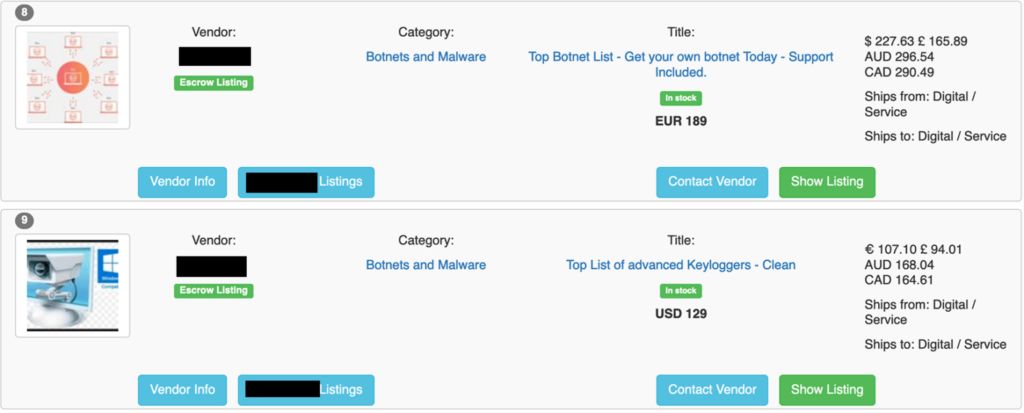 8
Vendor:
Escrow Listing
Category:
Botnets and Malware
Title:
Top Botnet List - Get your own botnet Today - Support
Included.
In stock
EUR 189
$ 227.63 £ 165.89
AUD 296.54
CAD 290.49
Ships from: Digital /
Service
Ships to: Digital / Service
Vendor Info
Listings
Contact Vendor
Show Listing
9
Vendor:
Escrow Listing
Category:
Botnets and Malware
Title:
Top List of advanced Keyloggers - Clean
In stock
USD 129
€ 107.10 £ 94.01
AUD 168.04
CAD 164.61
Ships from: Digital /
Service
Ships to: Digital / Service
Vendor Info
Listings
Contact Vendor
Show Listing